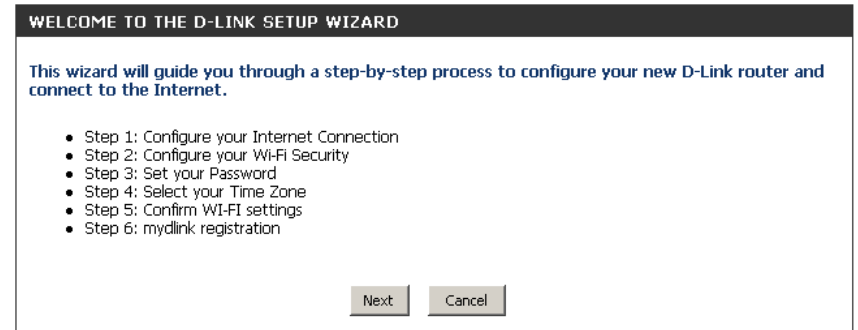 WELCOME TO THE D-LINK SETUP WIZARD
This wizard will guide you through a step-by-step process to configure your new D-Link router and
connect to the Internet.
• Step 1: Configure your Internet Connection
• Step 2: Configure your Wi-Fi Security
• Step 3: Set your Password
• Step 4: Select your Time Zone
• Step 5: Confirm WI-FI settings
• Step 6: mydlink registration
Next Cancel